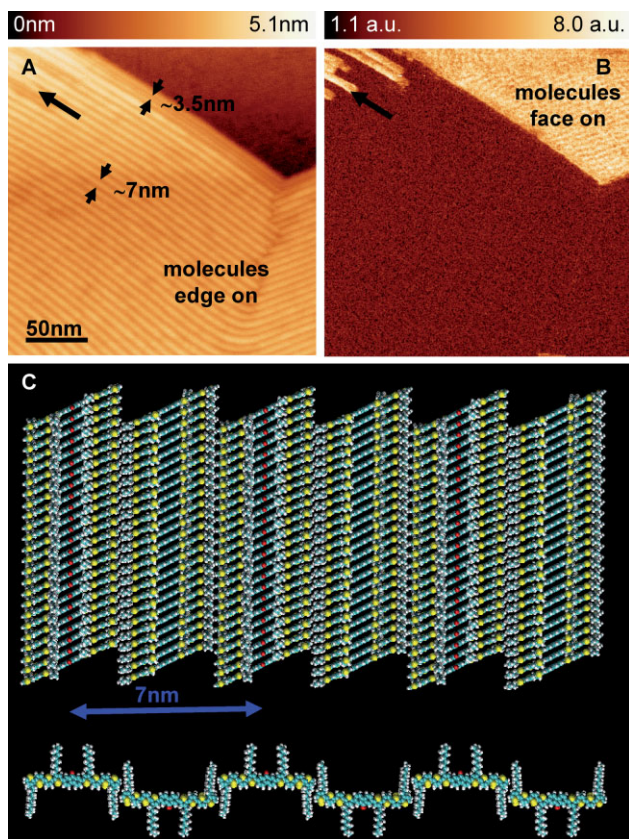 0nm 5.1nm
1.1 a.u. 8.0 a.u.
A
~3.5nm
~7nm
molecules
edge on
50nm
B
molecules
face on
C
7nm